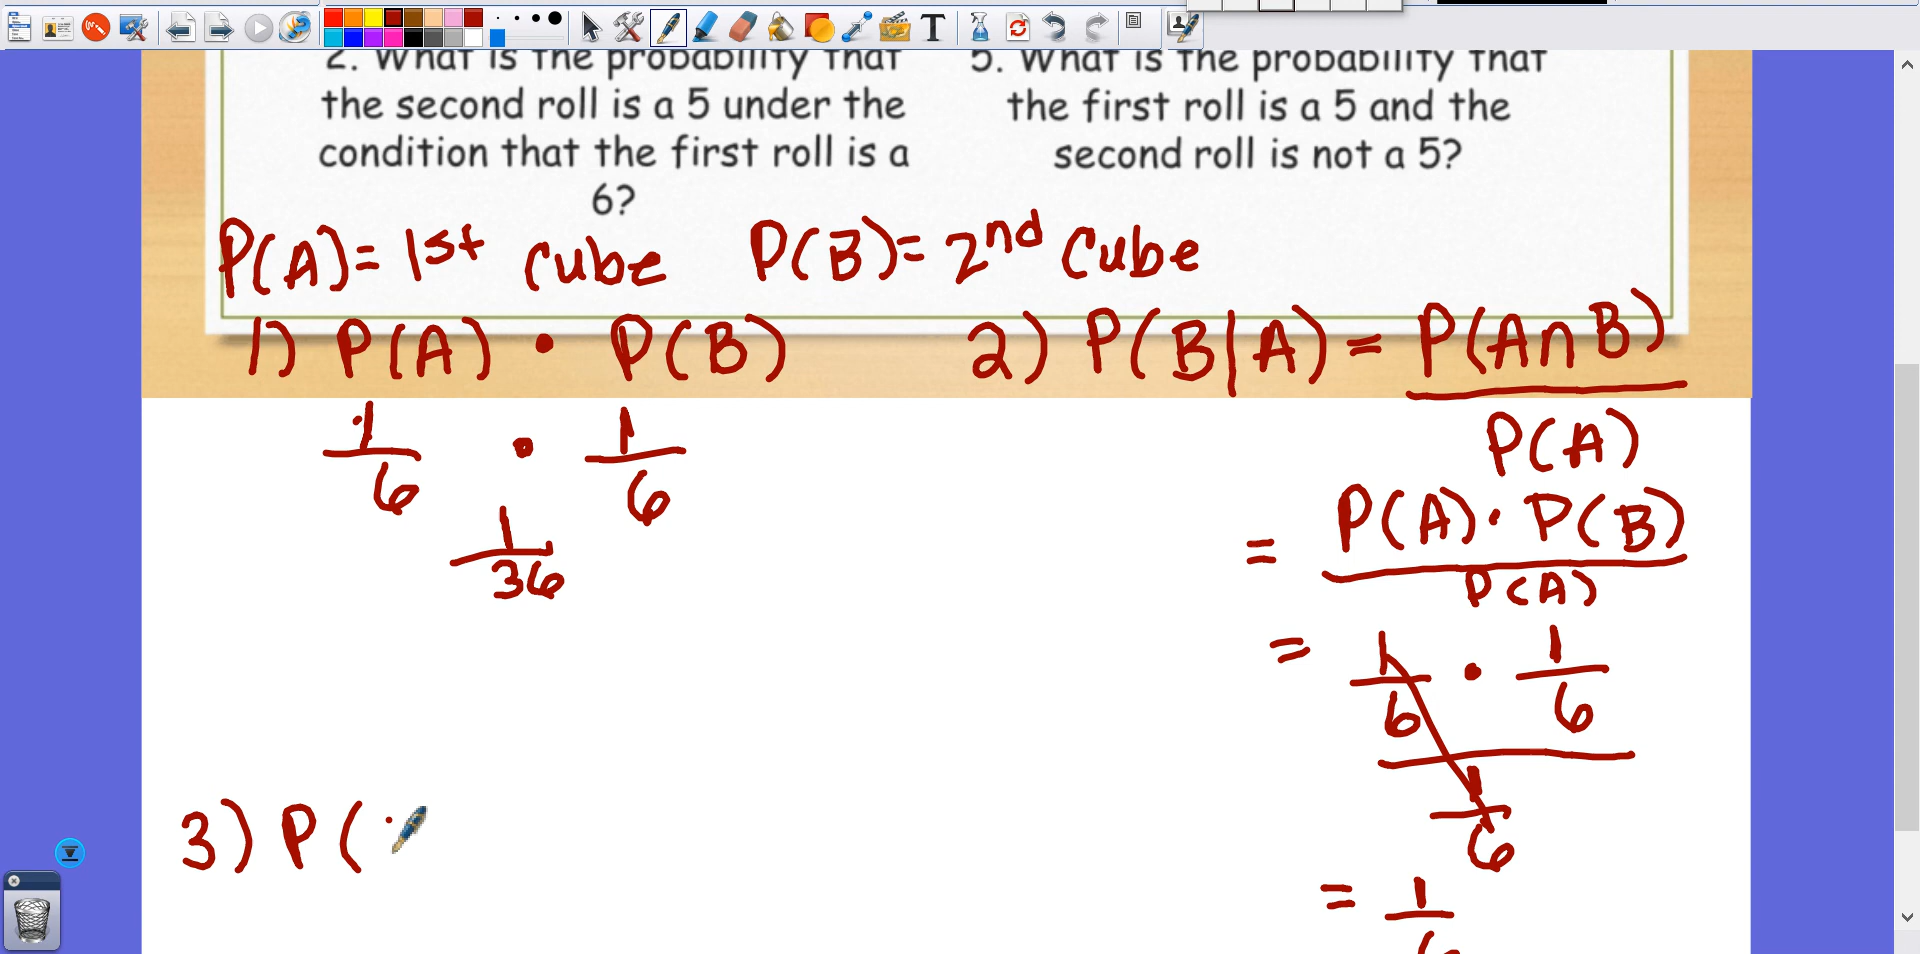 2. What is the probability that
the second roll is a 5 under the
condition that the first roll is a
6?
5. What is the probability that
the first roll is a 5 and the
second roll is not a 5?
P(A)= 1st cube
P(B)= 2nd cube
1) P(A) • P(B)
1/6 • 1/6
1/36
2) P(B|A) = P(A∩B)
P(A)
= P(A)·P(B)
P(A)
= 1/6 • 1/6
1/6
= 1/6
3) P(
T